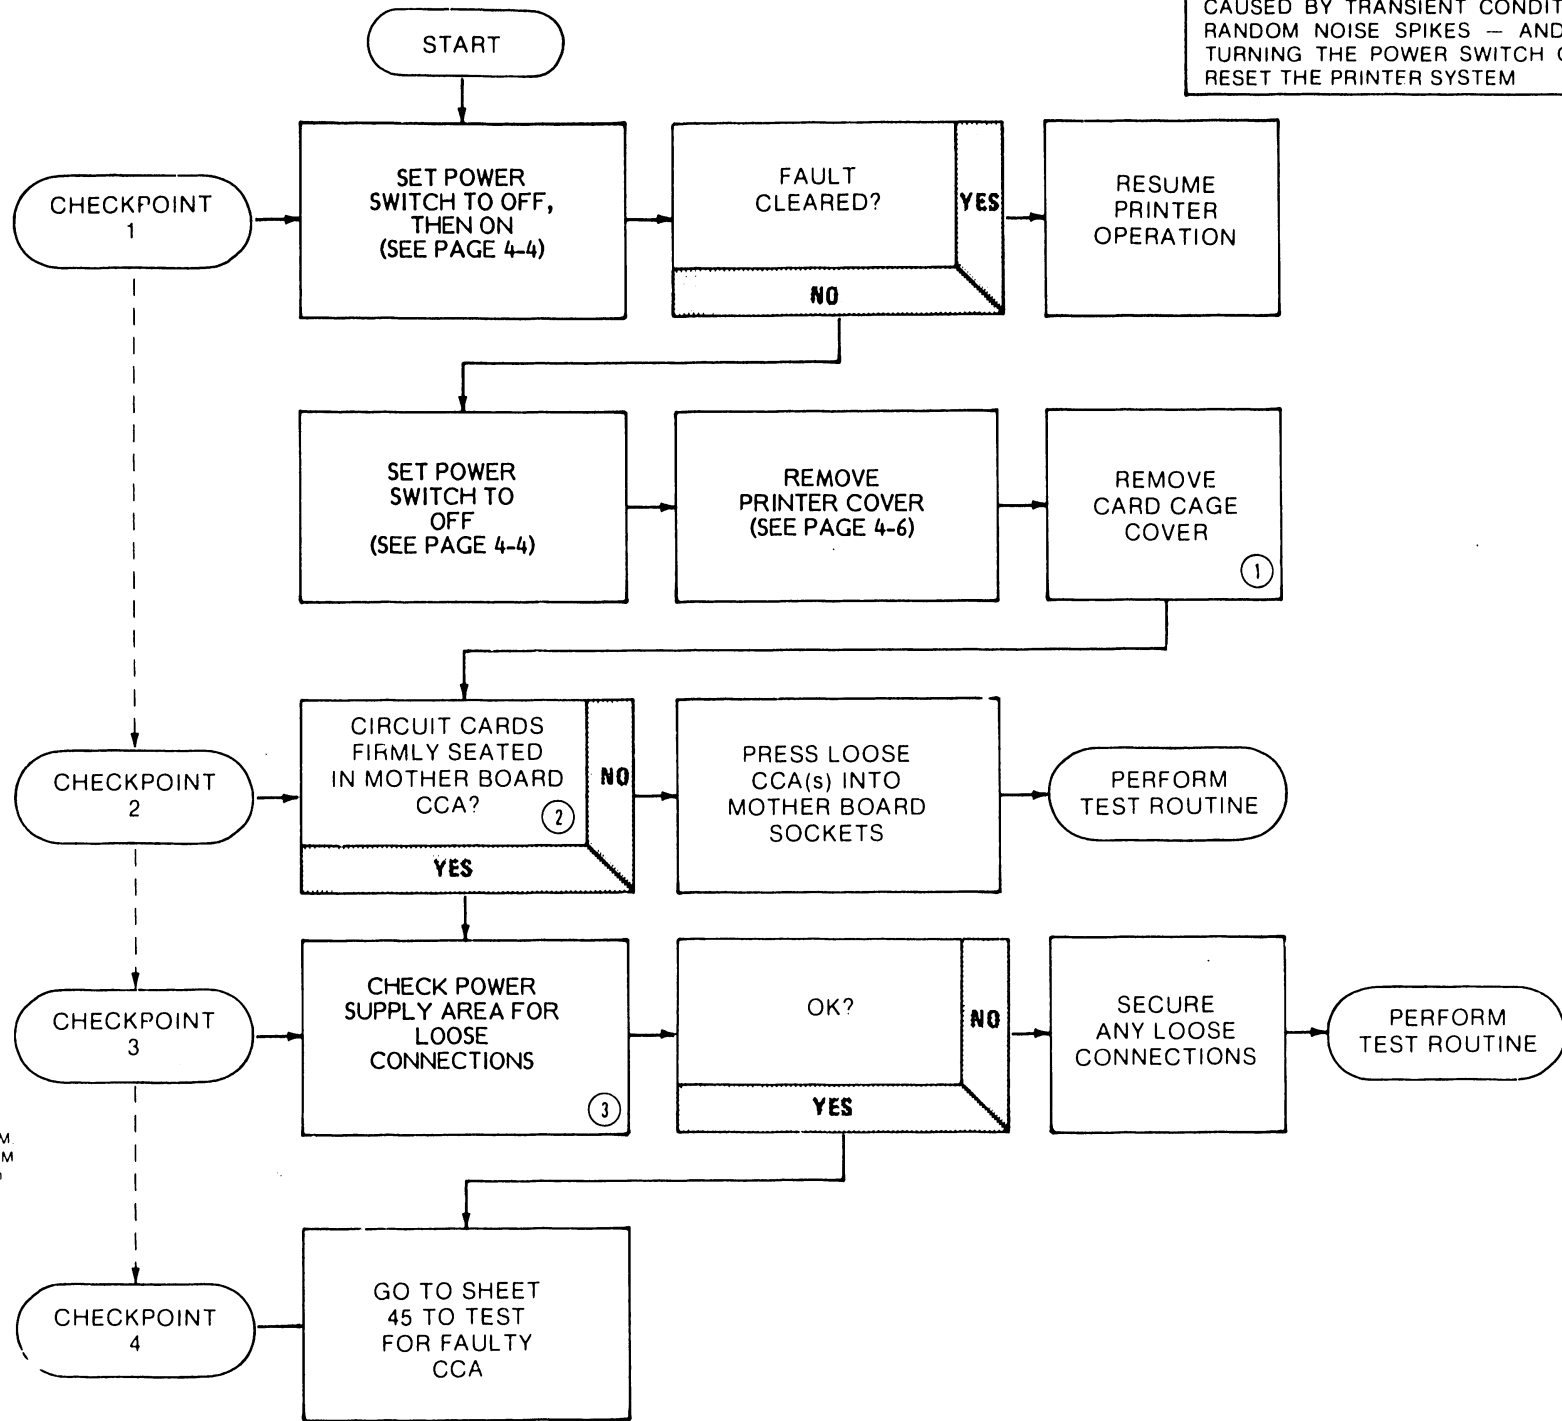 CAUSED BY TRANSIENT
RANDOM NOISE SPIKES — AND
TURNING THE POWER SWITCH
RESET THE PRINTER SYSTEM
START
CHECKPOINT
1
SET POWER
SWITCH TO OFF,
THEN ON
(SEE PAGE 4-4)
FAULT
CLEARED?
YES
NO
RESUME
PRINTER
OPERATION
SET POWER
SWITCH TO
OFF
(SEE PAGE 4-4)
REMOVE
PRINTER COVER
(SEE PAGE 4-6)
REMOVE
CARD CAGE
COVER
1
CHECKPOINT
2
CIRCUIT CARDS
FIRMLY SEATED
IN MOTHER BOARD
CCA?
2
NO
YES
PRESS LOOSE
CCA(s) INTO
MOTHER BOARD
SOCKETS
PERFORM
TEST ROUTINE
CHECKPOINT
3
CHECK POWER
SUPPLY AREA FOR
LOOSE
CONNECTIONS
3
OK?
NO
YES
SECURE
ANY LOOSE
CONNECTIONS
PERFORM
TEST ROUTINE
CHECKPOINT
4
GO TO SHEET
45 TO TEST
FOR FAULTY
CCA